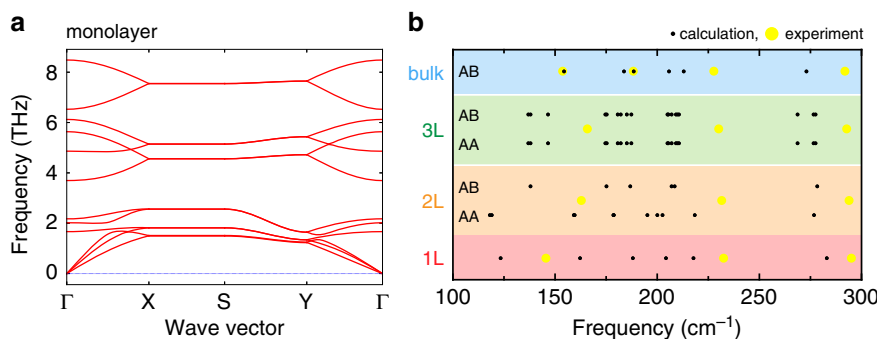 a
monolayer
8
6
4
2
0
Frequency (THz)
Γ X S Y Γ
Wave vector
b
• calculation, ● experiment
bulk AB
3L AB
AA
2L AB
AA
1L
100 150 200 250 300
Frequency (cm⁻¹)